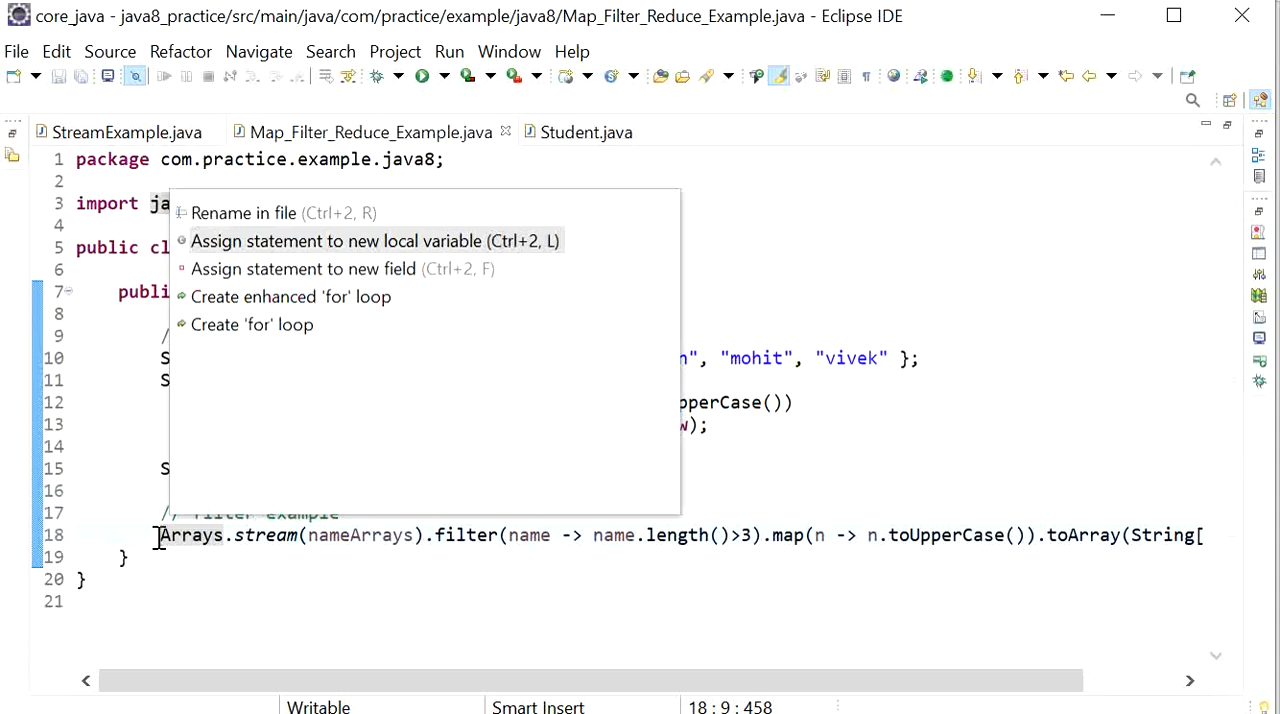 core_java - java8_practice/src/main/java/com/practice/example/java8/Map_Filter_Reduce_Example.java - Eclipse IDE
File Edit Source Refactor Navigate Search Project Run Window Help
StreamExample.java Map_Filter_Reduce_Example.java Student.java
1 package com.practice.example.java8;
2
3 import ja
4
5 public cl
6
7 publi
8
9 /
10 S n", "mohit", "vivek" };
11 S
12 pperCase())
13 w);
14
15 S
16
17 // filter example
18 Arrays.stream(nameArrays).filter(name -> name.length()>3).map(n -> n.toUpperCase()).toArray(String[
19 }
20 }
21
Rename in file (Ctrl+2, R)
Assign statement to new local variable (Ctrl+2, L)
Assign statement to new field (Ctrl+2, F)
Create enhanced 'for' loop
Create 'for' loop
Writable Smart Insert 18 : 9 : 458